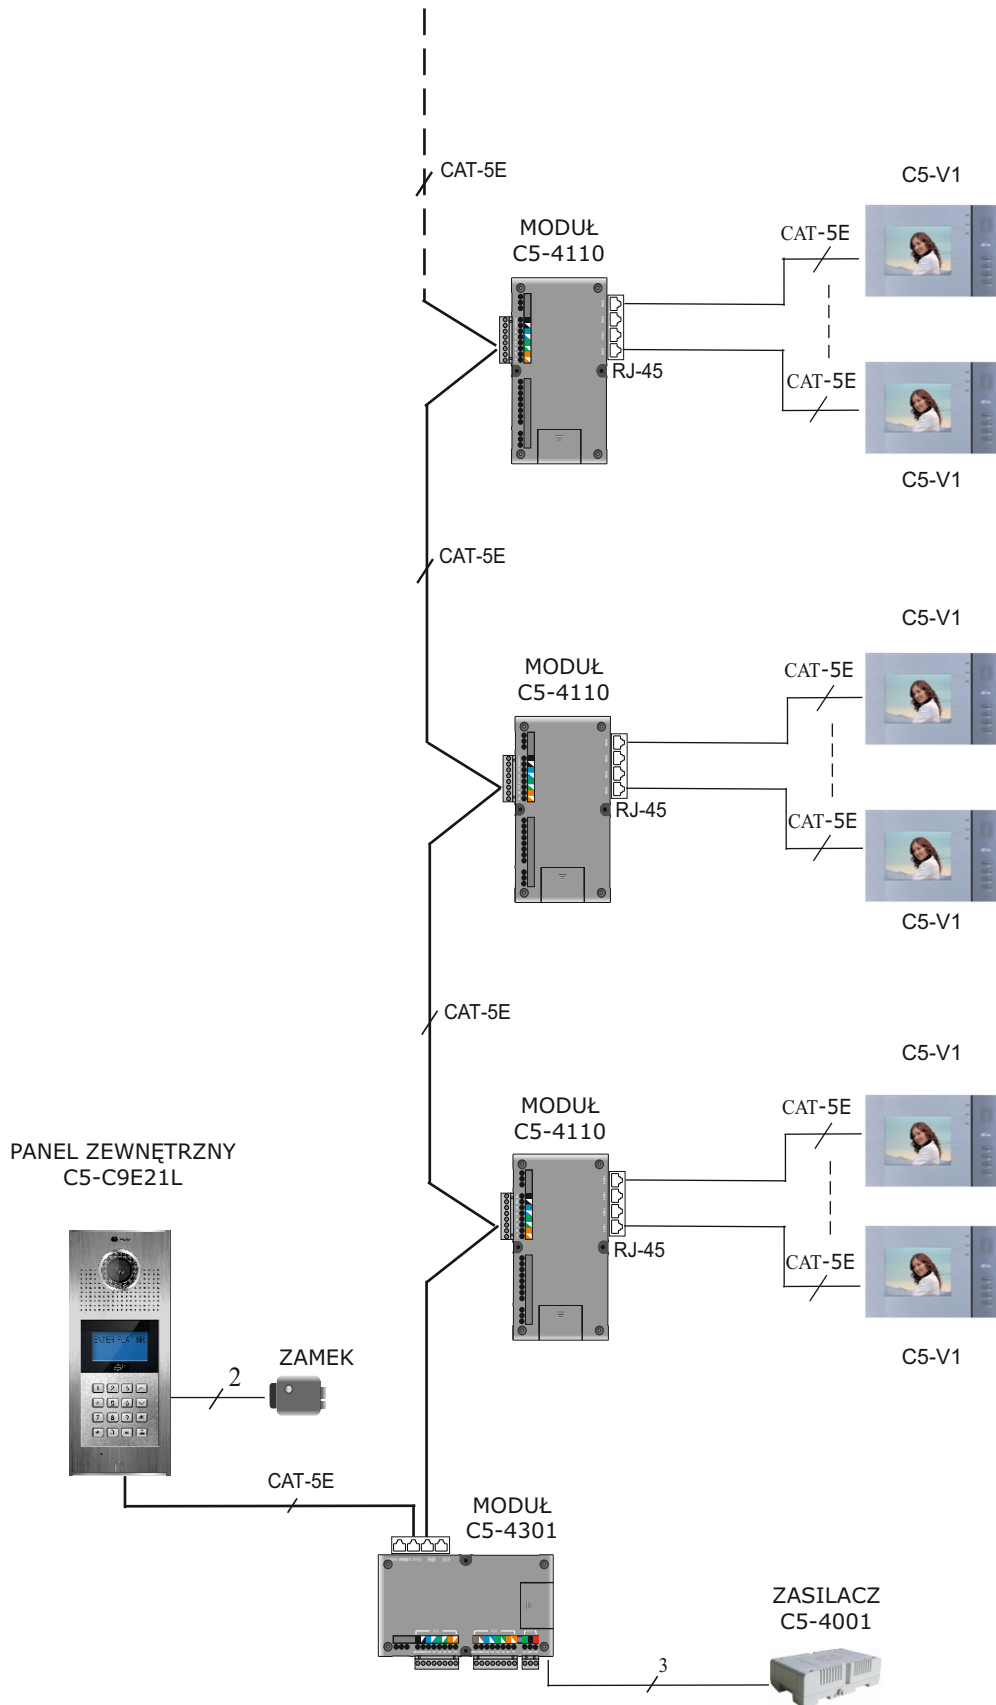 CAT-5E
C5-V1
MODUŁ
C5-4110
CAT-5E
RJ-45
CAT-5E
C5-V1
CAT-5E
C5-V1
MODUŁ
C5-4110
CAT-5E
RJ-45
CAT-5E
C5-V1
CAT-5E
C5-V1
MODUŁ
C5-4110
CAT-5E
PANEL ZEWNĘTRZNY
C5-C9E21L
RJ-45
CAT-5E
C5-V1
ENTER FLAT NR.
ZAMEK
2
CAT-5E
MODUŁ
C5-4301
ZASILACZ
C5-4001
3